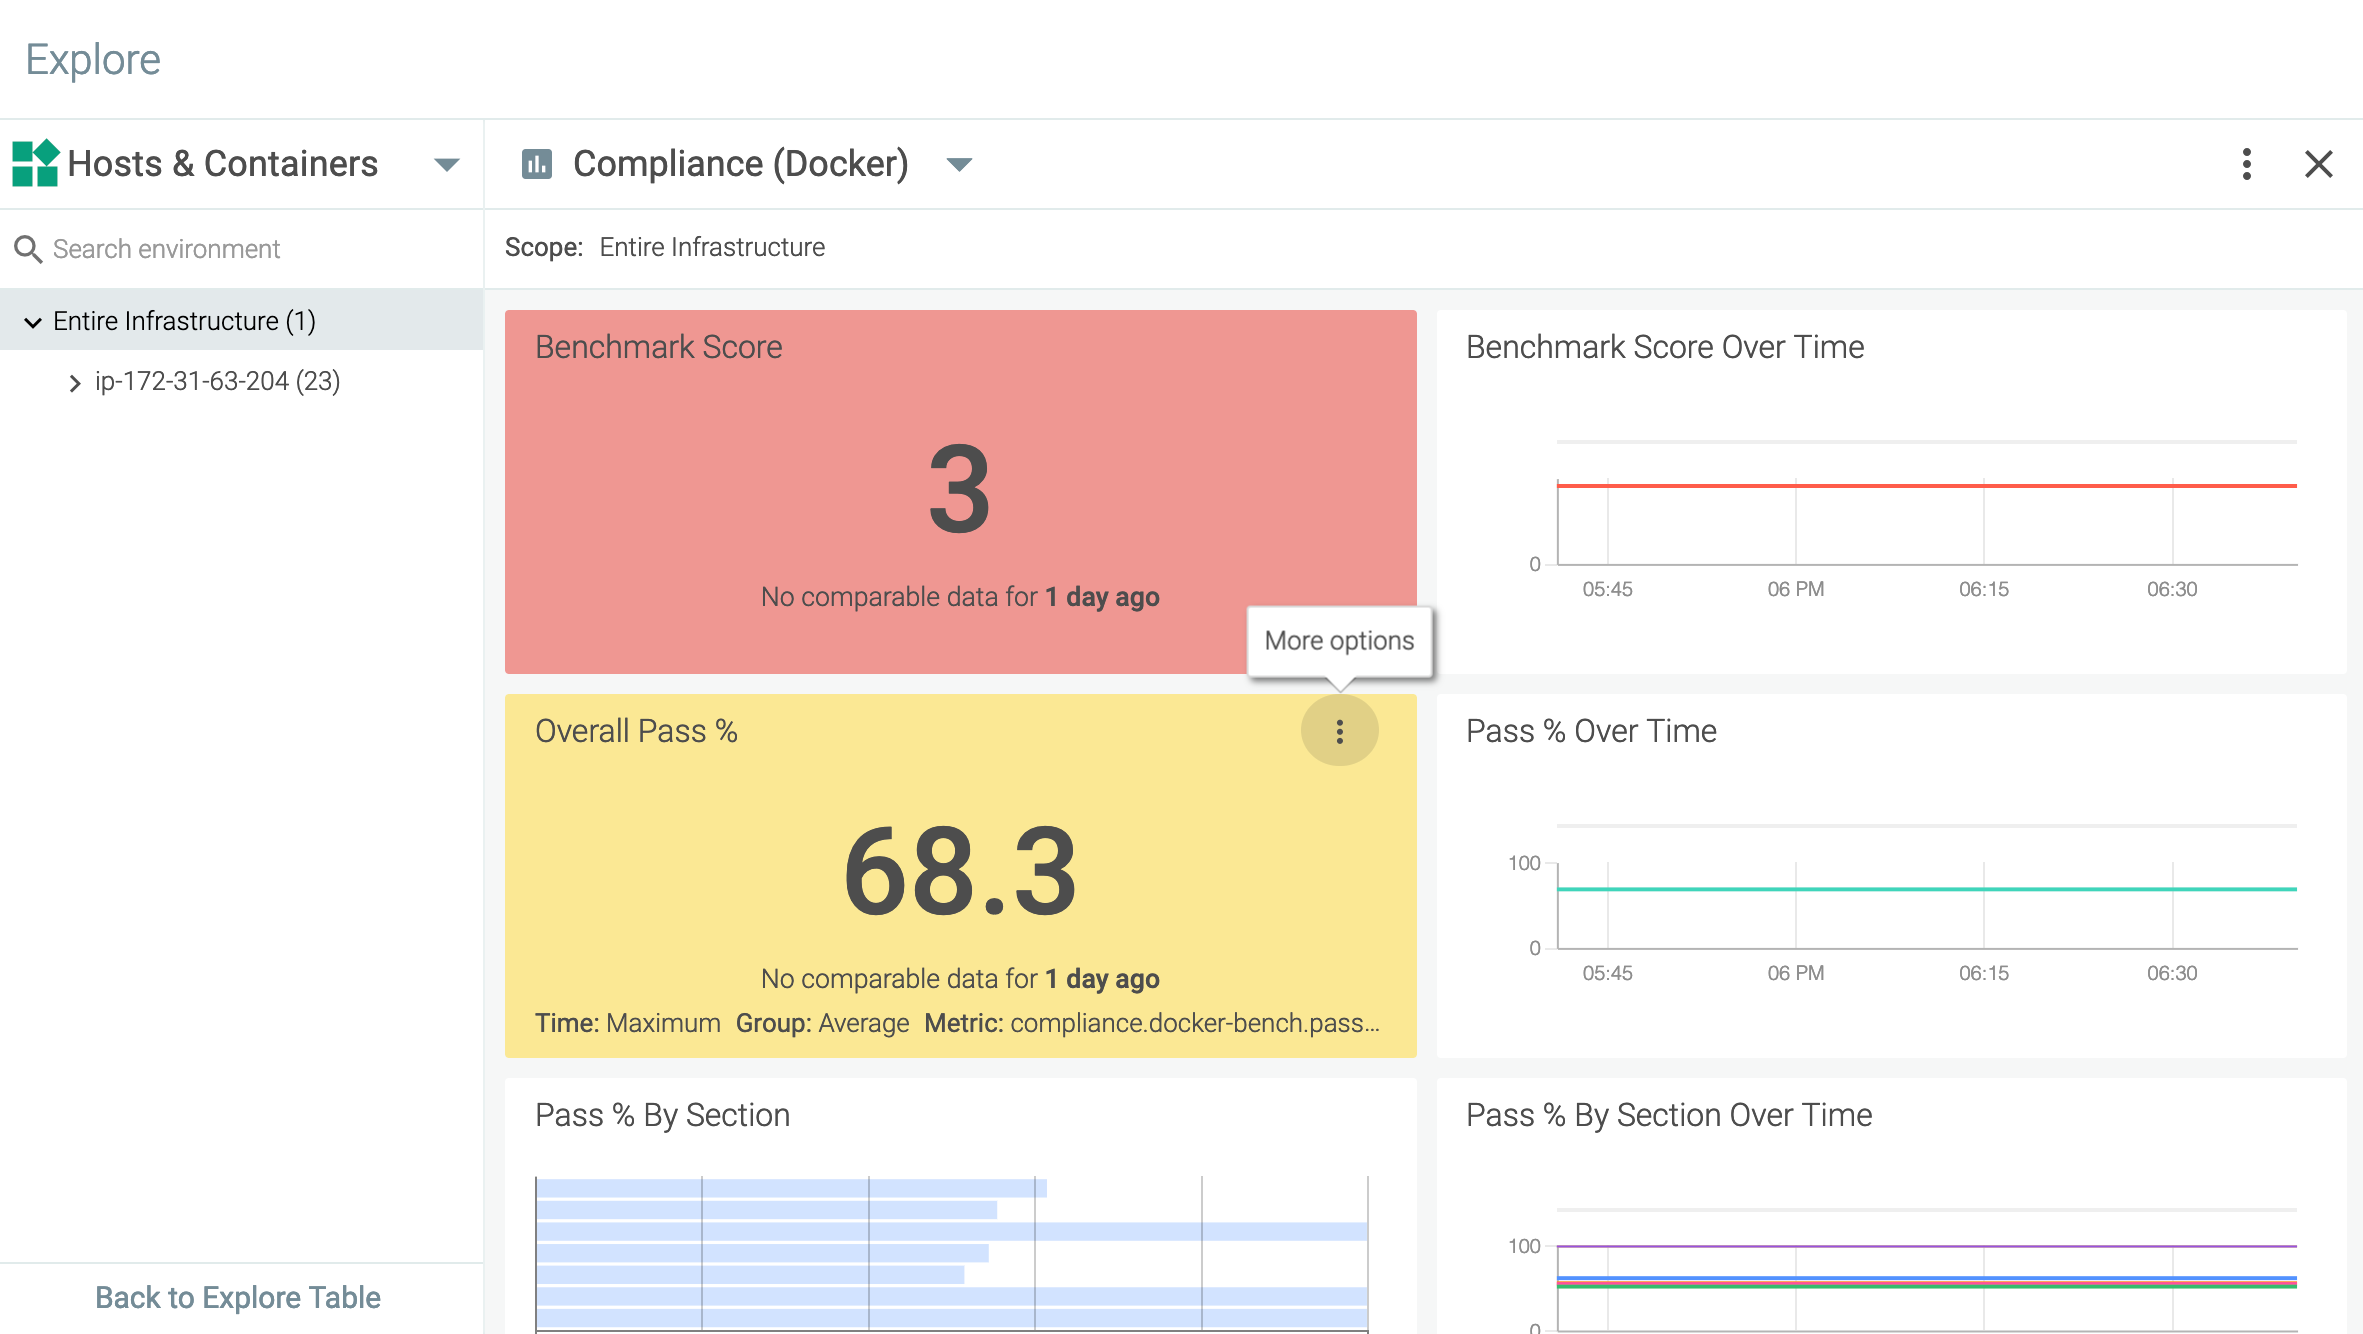 Explore
Hosts & Containers
Compliance (Docker)
Search environment
Scope: Entire Infrastructure
Entire Infrastructure (1)
ip-172-31-63-204 (23)
Benchmark Score
3
No comparable data for 1 day ago
Benchmark Score Over Time
0
05:45 06 PM 06:15 06:30
More options
Overall Pass %
68.3
No comparable data for 1 day ago
Time: Maximum Group: Average Metric: compliance.docker-bench.pass...
Pass % Over Time
100
0
05:45 06 PM 06:15 06:30
Pass % By Section
Pass % By Section Over Time
100
0
Back to Explore Table